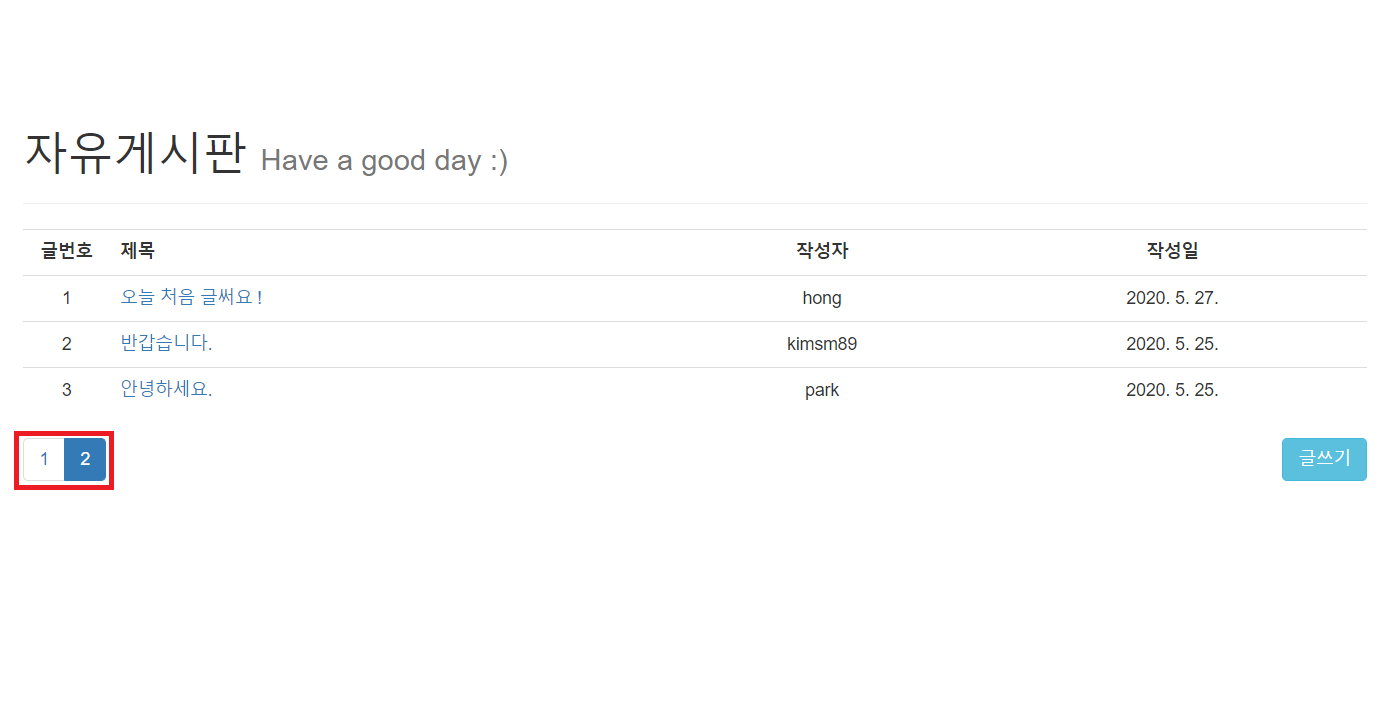 자유게시판 Have a good day :)
글번호 제목 작성자 작성일
1 오늘 처음 글써요 ! hong 2020. 5. 27.
2 반갑습니다. kimsm89 2020. 5. 25.
3 안녕하세요. park 2020. 5. 25.
1 2 글쓰기